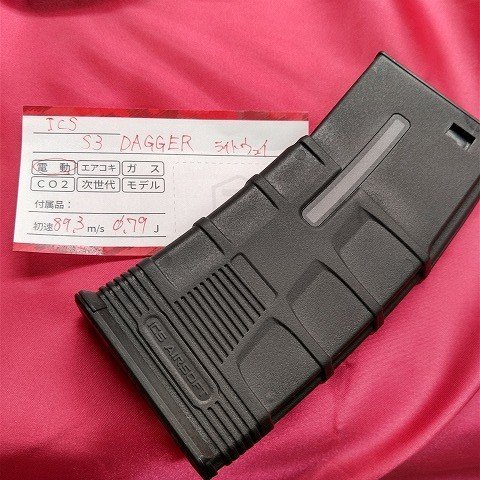 ICS
S3 DAGGER ライトウェイ
電動 エアコキ ガス
CO2 次世代 モデル
付属品：
初速 89.3 m/s 0.79 J
ICS AIRSOFT